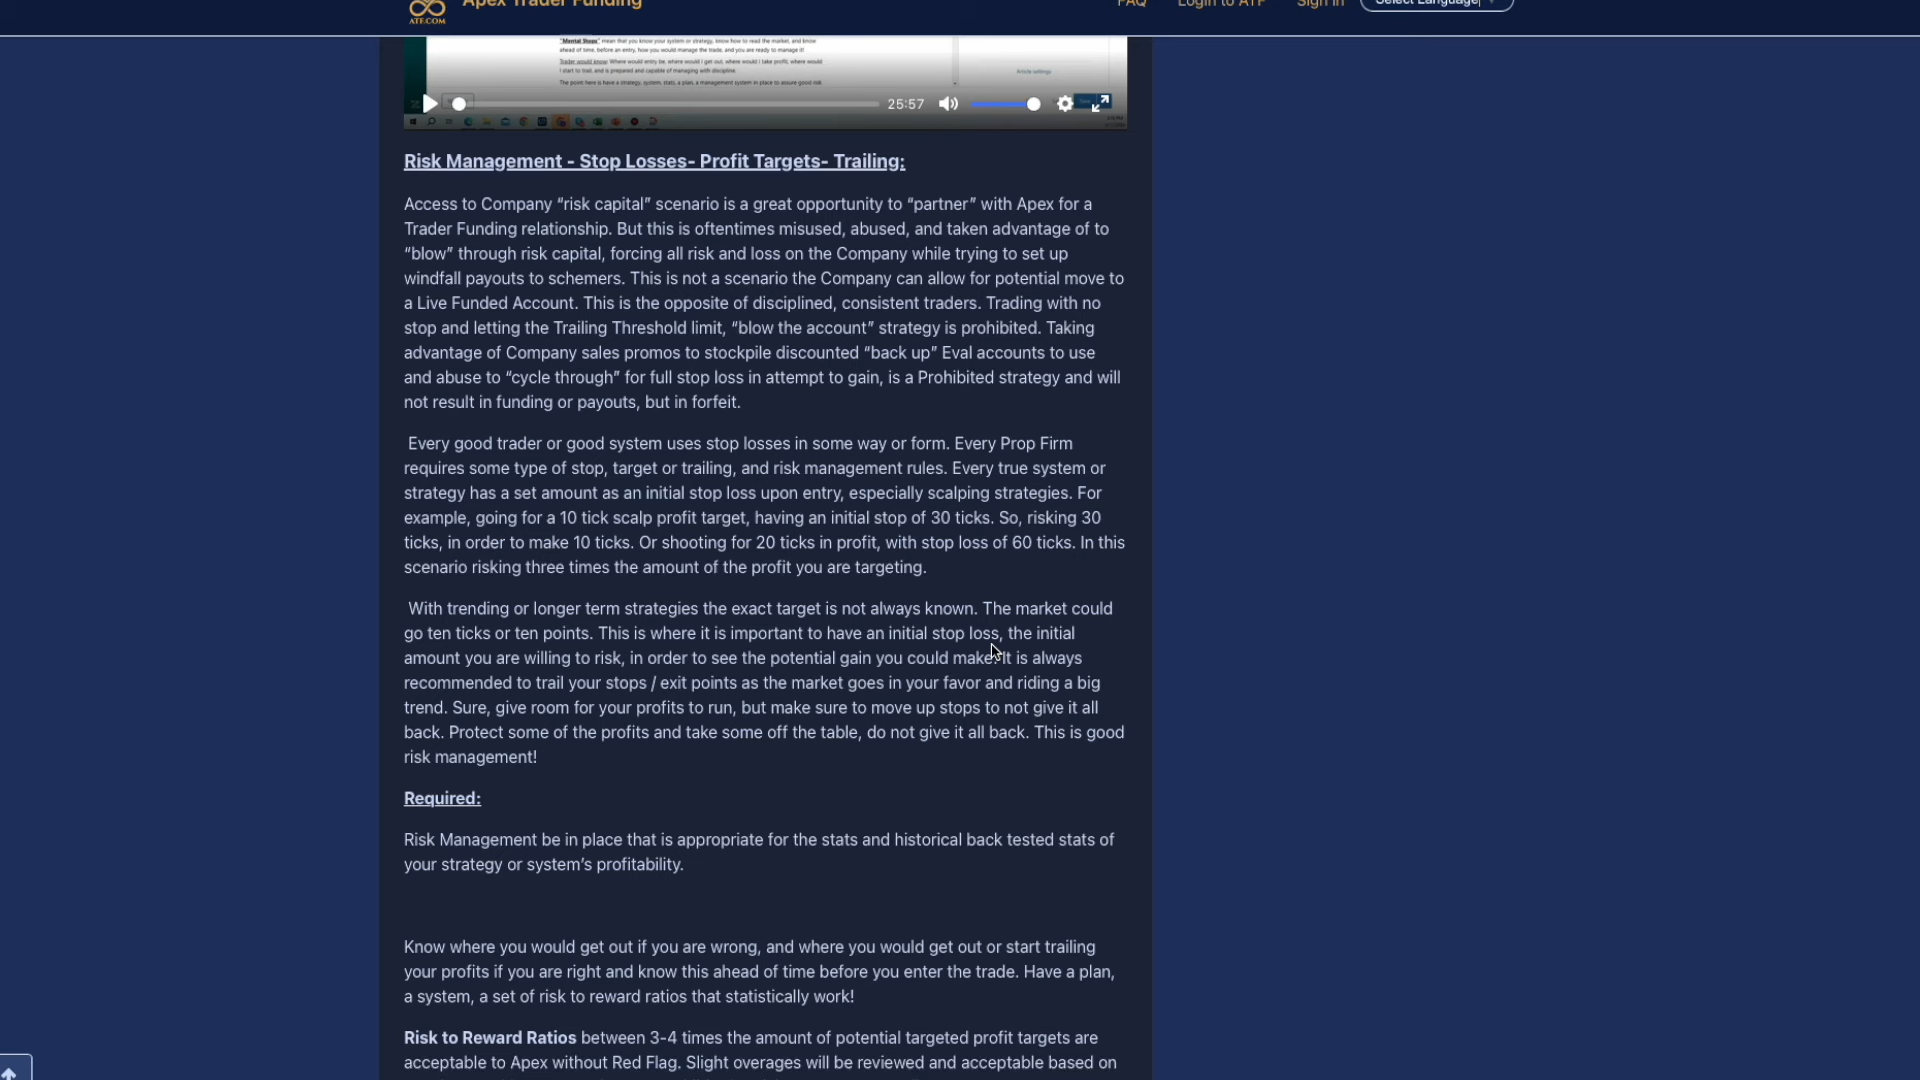 Apex Trader Funding
FAQ Login to ATF Sign In Select Language
ATF.COM
"Mental Stops" mean that you know your system or strategy, know how to read the market, and know
ahead of time, before an entry, how you would manage the trade, and you are ready to manage it!
Trader would know: Where would entry be, where would I get out, where would I take profit, where would
I start to trail, and is prepared and capable of managing with discipline.
Article settings
The point here is have a strategy, system, stats, a plan, a management system in place to assure good risk
25:57
Risk Management - Stop Losses- Profit Targets- Trailing:
Access to Company “risk capital” scenario is a great opportunity to “partner” with Apex for a
Trader Funding relationship. But this is oftentimes misused, abused, and taken advantage of to
“blow” through risk capital, forcing all risk and loss on the Company while trying to set up
windfall payouts to schemers. This is not a scenario the Company can allow for potential move to
a Live Funded Account. This is the opposite of disciplined, consistent traders. Trading with no
stop and letting the Trailing Threshold limit, “blow the account” strategy is prohibited. Taking
advantage of Company sales promos to stockpile discounted “back up” Eval accounts to use
and abuse to “cycle through” for full stop loss in attempt to gain, is a Prohibited strategy and will
not result in funding or payouts, but in forfeit.
Every good trader or good system uses stop losses in some way or form. Every Prop Firm
requires some type of stop, target or trailing, and risk management rules. Every true system or
strategy has a set amount as an initial stop loss upon entry, especially scalping strategies. For
example, going for a 10 tick scalp profit target, having an initial stop of 30 ticks. So, risking 30
ticks, in order to make 10 ticks. Or shooting for 20 ticks in profit, with stop loss of 60 ticks. In this
scenario risking three times the amount of the profit you are targeting.
With trending or longer term strategies the exact target is not always known. The market could
go ten ticks or ten points. This is where it is important to have an initial stop loss, the initial
amount you are willing to risk, in order to see the potential gain you could make. It is always
recommended to trail your stops / exit points as the market goes in your favor and riding a big
trend. Sure, give room for your profits to run, but make sure to move up stops to not give it all
back. Protect some of the profits and take some off the table, do not give it all back. This is good
risk management!
Required:
Risk Management be in place that is appropriate for the stats and historical back tested stats of
your strategy or system’s profitability.
Know where you would get out if you are wrong, and where you would get out or start trailing
your profits if you are right and know this ahead of time before you enter the trade. Have a plan,
a system, a set of risk to reward ratios that statistically work!
Risk to Reward Ratios between 3-4 times the amount of potential targeted profit targets are
acceptable to Apex without Red Flag. Slight overages will be reviewed and acceptable based on